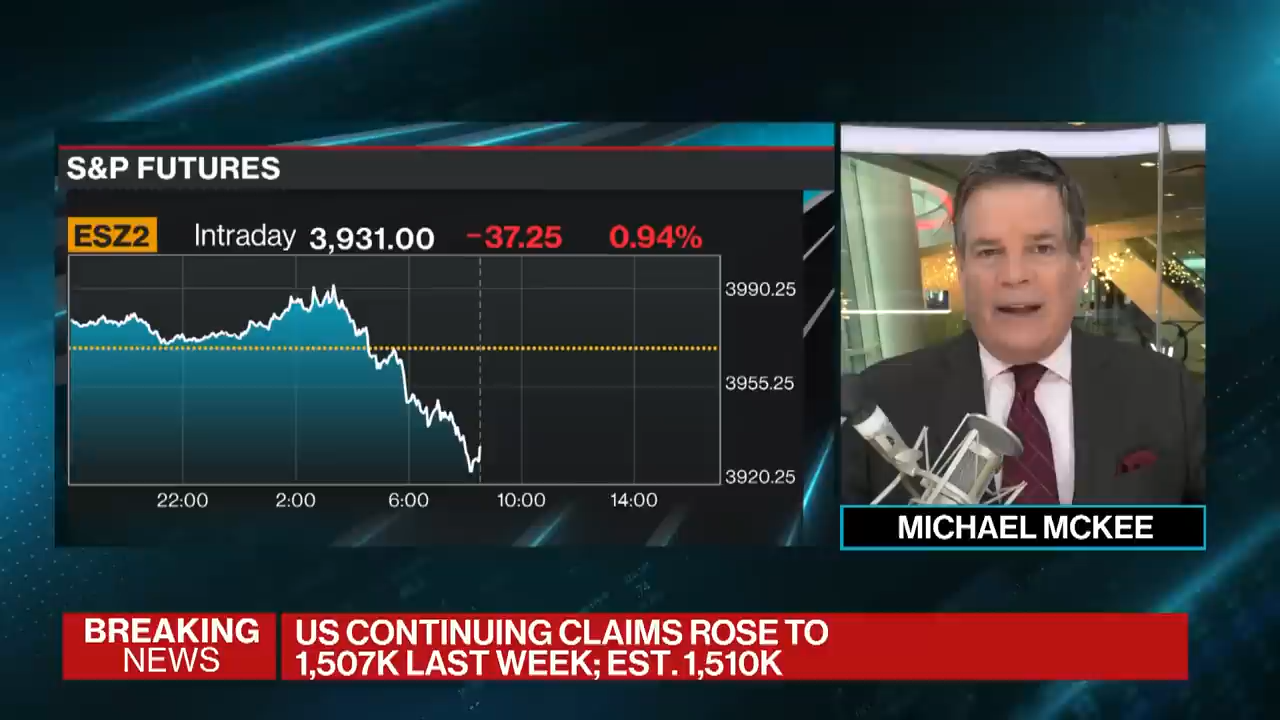 S&P FUTURES
ESZ2 Intraday 3,931.00 -37.25 0.94%
3990.25
3955.25
3920.25
22:00 2:00 6:00 10:00 14:00
MICHAEL MCKEE
BREAKING NEWS
US CONTINUING CLAIMS ROSE TO
1,507K LAST WEEK; EST. 1,510K